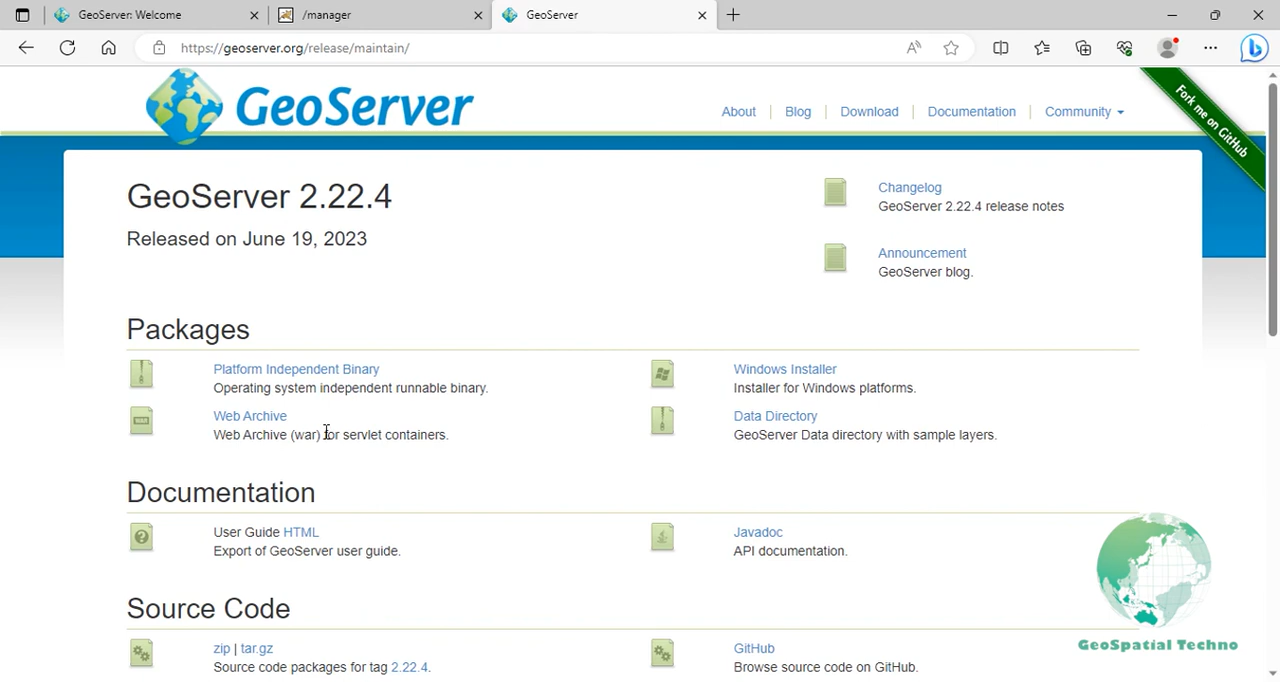 GeoServer: Welcome
/manager
GeoServer
https://geoserver.org/release/maintain/
GeoServer
About
Blog
Download
Documentation
Community
Fork me on GitHub
GeoServer 2.22.4
Released on June 19, 2023
Changelog
GeoServer 2.22.4 release notes
Announcement
GeoServer blog.
Packages
Platform Independent Binary
Operating system independent runnable binary.
Windows Installer
Installer for Windows platforms.
Web Archive
Web Archive (war) for servlet containers.
Data Directory
GeoServer Data directory with sample layers.
Documentation
User Guide HTML
Export of GeoServer user guide.
Javadoc
API documentation.
Source Code
zip | tar.gz
Source code packages for tag 2.22.4.
GitHub
Browse source code on GitHub.
GeoSpatial Techno